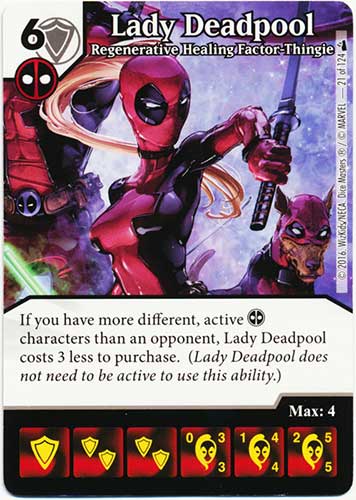 6
Lady Deadpool
Regenerative Healing Factor-Thingie
© 2016 WizKids/NECA Dice Masters ® / © MARVEL — 21 of 124
If you have more different, active
characters than an opponent, Lady Deadpool
costs 3 less to purchase. (Lady Deadpool does
not need to be active to use this ability.)
Max: 4
0 3 3
1 4 4
2 5 5